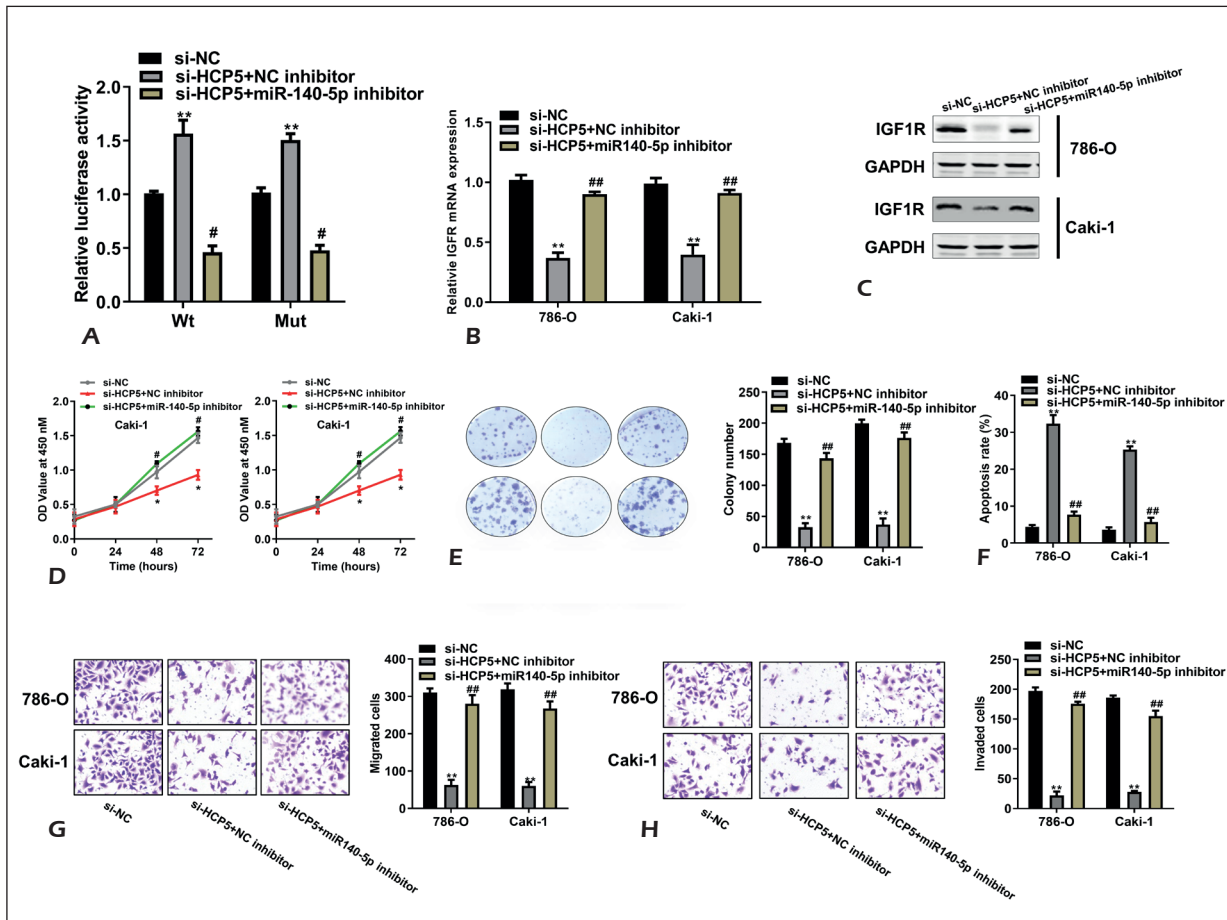 si-NC
si-HCP5+NC inhibitor
si-HCP5+miR-140-5p inhibitor
Relative luciferase activity
2.0
1.5
1.0
0.5
0.0
**
#
**
#
Wt
Mut
A
si-NC
si-HCP5+NC inhibitor
si-HCP5+miR140-5p inhibitor
Relativie IGFR mRNA expression
1.5
1.0
0.5
0.0
**
##
**
##
786-O
Caki-1
B
si-NC
si-HCP5+NC inhibitor
si-HCP5+miR140-5p inhibitor
IGF1R
GAPDH
786-O
IGF1R
GAPDH
Caki-1
C
si-NC
si-HCP5+NC inhibitor
si-HCP5+miR-140-5p inhibitor
Caki-1
OD Value at 450 nM
2.0
1.5
1.0
0.5
0.0
#
#
*
*
0
24
48
72
Time (hours)
si-NC
si-HCP5+NC inhibitor
si-HCP5+miR-140-5p inhibitor
Caki-1
OD Value at 450 nM
2.0
1.5
1.0
0.5
0.0
#
#
*
*
0
24
48
72
Time (hours)
D
E
si-NC
si-HCP5+NC inhibitor
si-HCP5+miR-140-5p inhibitor
Colony number
250
200
150
100
50
0
**
##
**
##
786-O
Caki-1
si-NC
si-HCP5+NC inhibitor
si-HCP5+miR-140-5p inhibitor
Apoptosis rate (%)
40
30
20
10
0
**
##
**
##
786-O
Caki-1
F
786-O
Caki-1
si-NC
si-HCP5+NC inhibitor
si-HCP5+miR140-5p inhibitor
G
si-NC
si-HCP5+NC inhibitor
si-HCP5+miR140-5p inhibitor
Migrated cells
400
300
200
100
0
**
##
**
##
786-O
Caki-1
786-O
Caki-1
si-NC
si-HCP5+NC inhibitor
si-HCP5+miR140-5p inhibitor
H
si-NC
si-HCP5+NC inhibitor
si-HCP5+miR140-5p inhibitor
Invaded cells
250
200
150
100
50
0
**
##
**
##
786-O
Caki-1